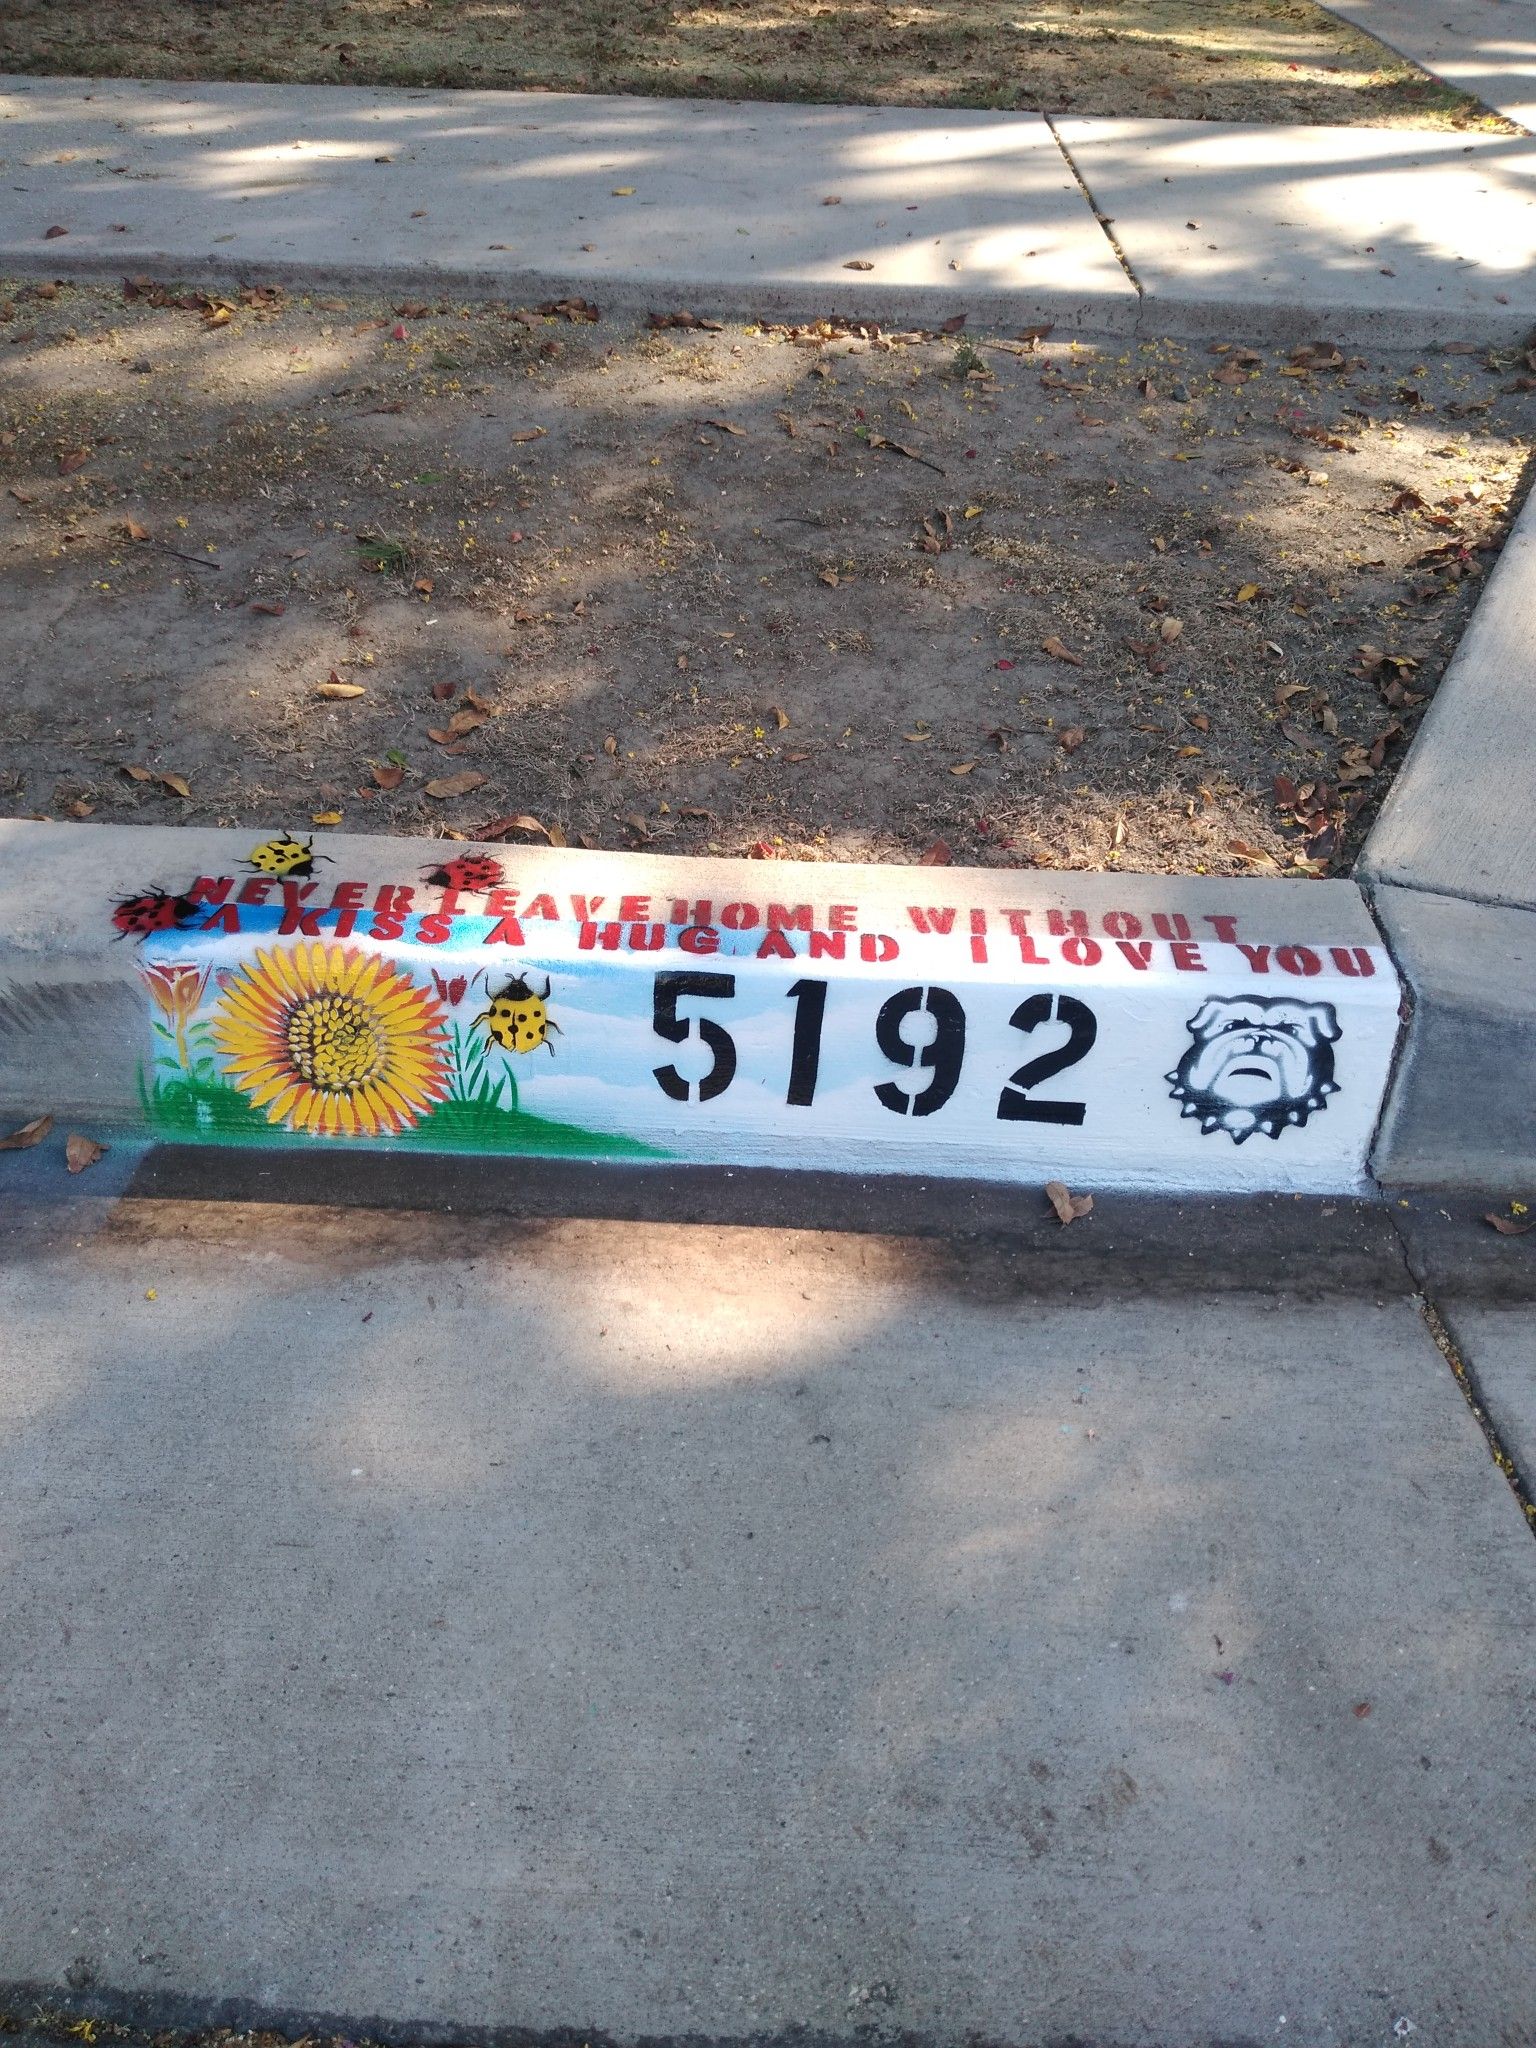 NEVER LEAVE HOME WITHOUT
A KISS A HUG AND I LOVE YOU
5192